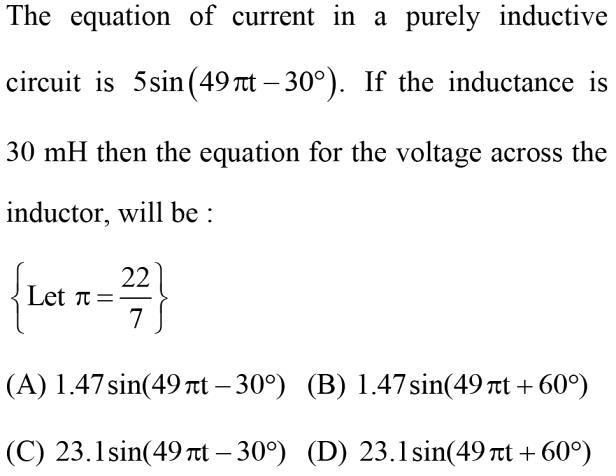 The equation of current in a purely inductive
circuit is 5sin(49πt – 30°). If the inductance is
30 mH then the equation for the voltage across the
inductor, will be :
{Let π = 22/7}
(A) 1.47sin(49πt – 30°) (B) 1.47sin(49πt + 60°)
(C) 23.1sin(49πt – 30°) (D) 23.1sin(49πt + 60°)